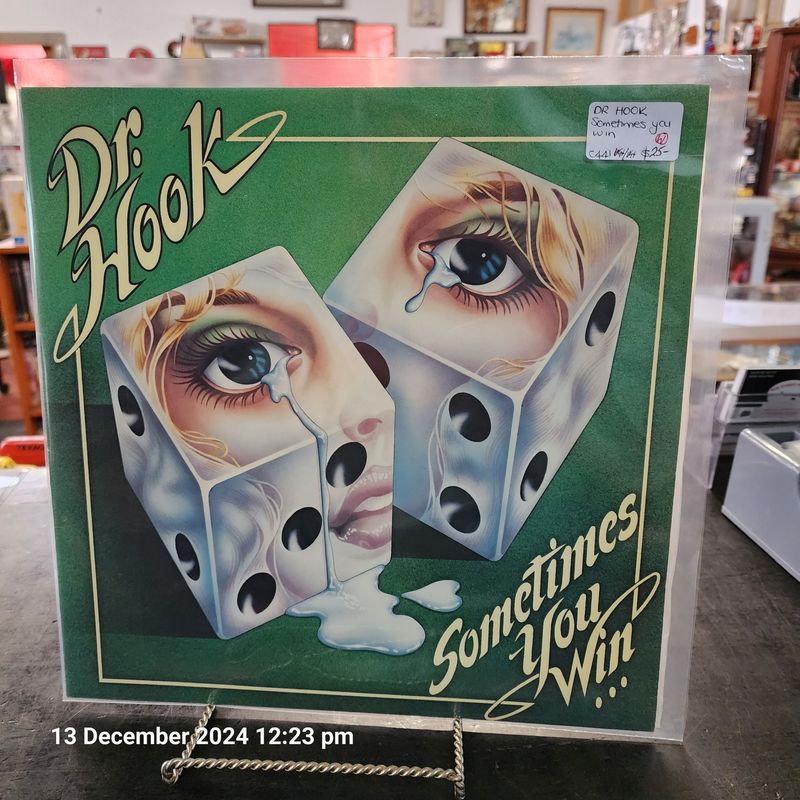 Dr.
Hook
DR HOOK
Sometimes you
win
$25-
Sometimes
You
Win...
13 December 2024 12:23 pm